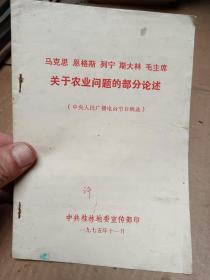 马克思 恩格斯 列宁 斯大林 毛主席
关于农业问题的部分论述
(中央人民广播电台节目稿选)
中共桂林地委宣传部印
一九七五年十一月